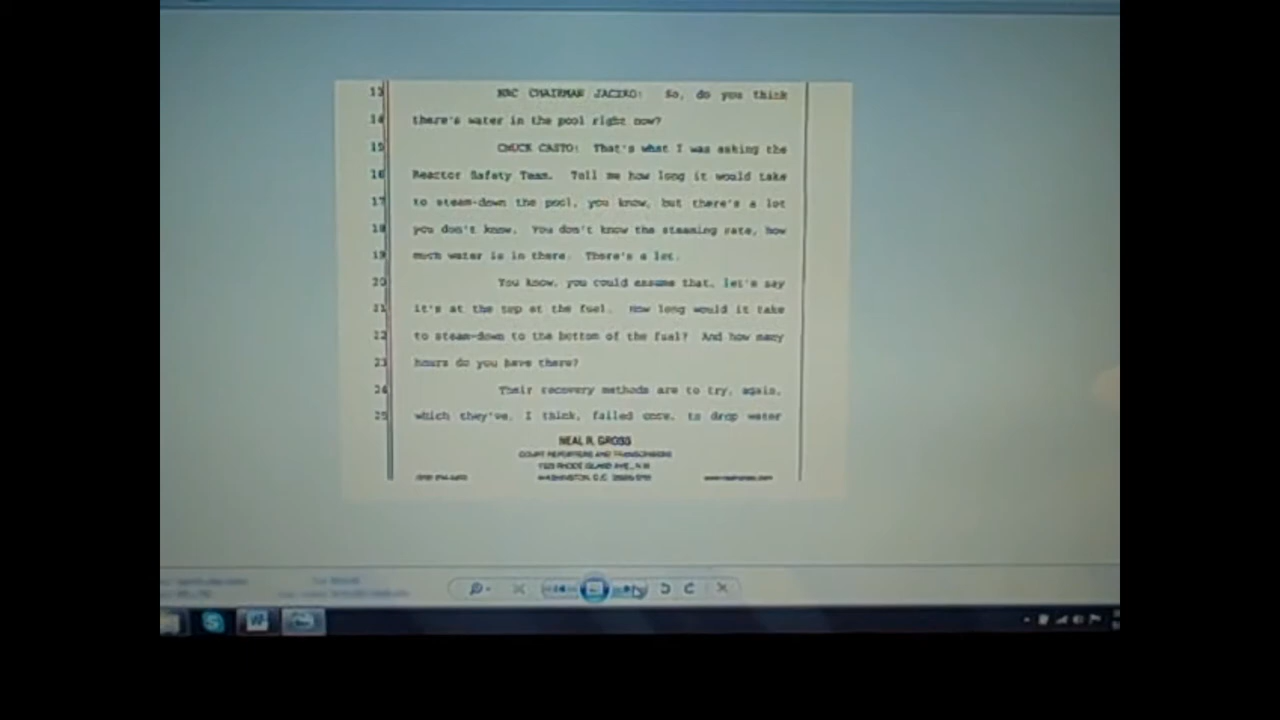 13 NRC CHAIRMAN JACZKO: So, do you think
14 there's water in the pool right now?
15 CHUCK CASTO: That's what I was asking the
16 Reactor Safety Team. Tell me how long it would take
17 to steam-down the pool, you know, but there's a lot
18 you don't know. You don't know the steaming rate, how
19 much water is in there. There's a lot.
20 You know, you could assume that, let's say
21 it's at the top at the fuel. How long would it take
22 to steam-down to the bottom of the fuel? And how many
23 hours do you have there?
24 Their recovery methods are to try, again,
25 which they've, I think, failed once, to drop water
NEAL R. GROSS
COURT REPORTERS AND TRANSCRIBERS
1323 RHODE ISLAND AVE., N.W.
WASHINGTON, D.C.
W